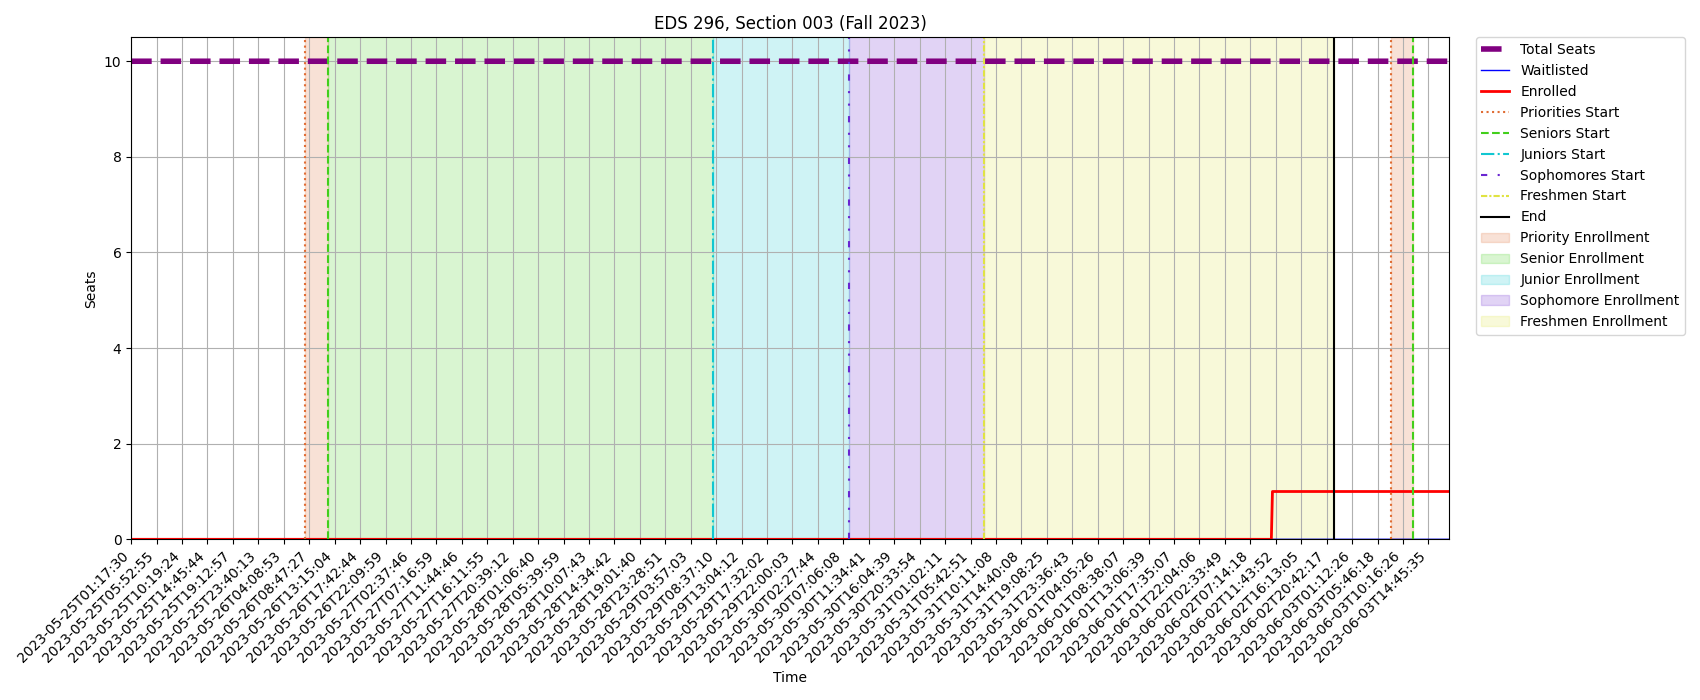 EDS 296, Section 003 (Fall 2023)
10
8
6
4
2
0
Seats
2023-05-25T01:17:30
2023-05-25T05:52:55
2023-05-25T10:19:24
2023-05-25T14:45:44
2023-05-25T19:12:57
2023-05-25T23:40:13
2023-05-26T04:08:53
2023-05-26T08:47:27
2023-05-26T13:15:04
2023-05-26T17:42:44
2023-05-26T22:09:59
2023-05-27T02:37:46
2023-05-27T07:16:59
2023-05-27T11:44:46
2023-05-27T16:11:55
2023-05-27T20:39:12
2023-05-28T01:06:40
2023-05-28T05:39:59
2023-05-28T10:07:43
2023-05-28T14:34:42
2023-05-28T19:01:40
2023-05-28T23:28:51
2023-05-29T03:57:03
2023-05-29T08:37:10
2023-05-29T13:04:12
2023-05-29T17:32:02
2023-05-29T22:00:03
2023-05-30T02:27:44
2023-05-30T07:06:08
2023-05-30T11:34:41
2023-05-30T16:04:39
2023-05-30T20:33:54
2023-05-31T01:02:11
2023-05-31T05:42:51
2023-05-31T10:11:08
2023-05-31T14:40:08
2023-05-31T19:08:25
2023-05-31T23:36:43
2023-06-01T04:05:26
2023-06-01T08:38:07
2023-06-01T13:06:39
2023-06-01T17:35:07
2023-06-01T22:04:06
2023-06-02T02:33:49
2023-06-02T07:14:18
2023-06-02T11:43:52
2023-06-02T16:13:05
2023-06-02T20:42:17
2023-06-03T01:12:26
2023-06-03T05:46:18
2023-06-03T10:16:26
2023-06-03T14:45:35
Time
Total Seats
Waitlisted
Enrolled
Priorities Start
Seniors Start
Juniors Start
Sophomores Start
Freshmen Start
End
Priority Enrollment
Senior Enrollment
Junior Enrollment
Sophomore Enrollment
Freshmen Enrollment